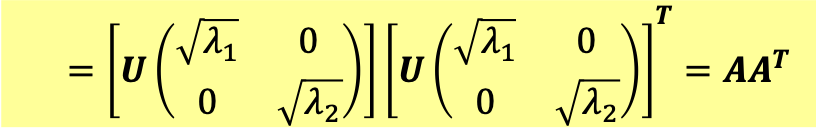 = [U (√λ₁ 0 0 √λ₂)] [U (√λ₁ 0 0 √λ₂)]ᵀ = AAᵀ